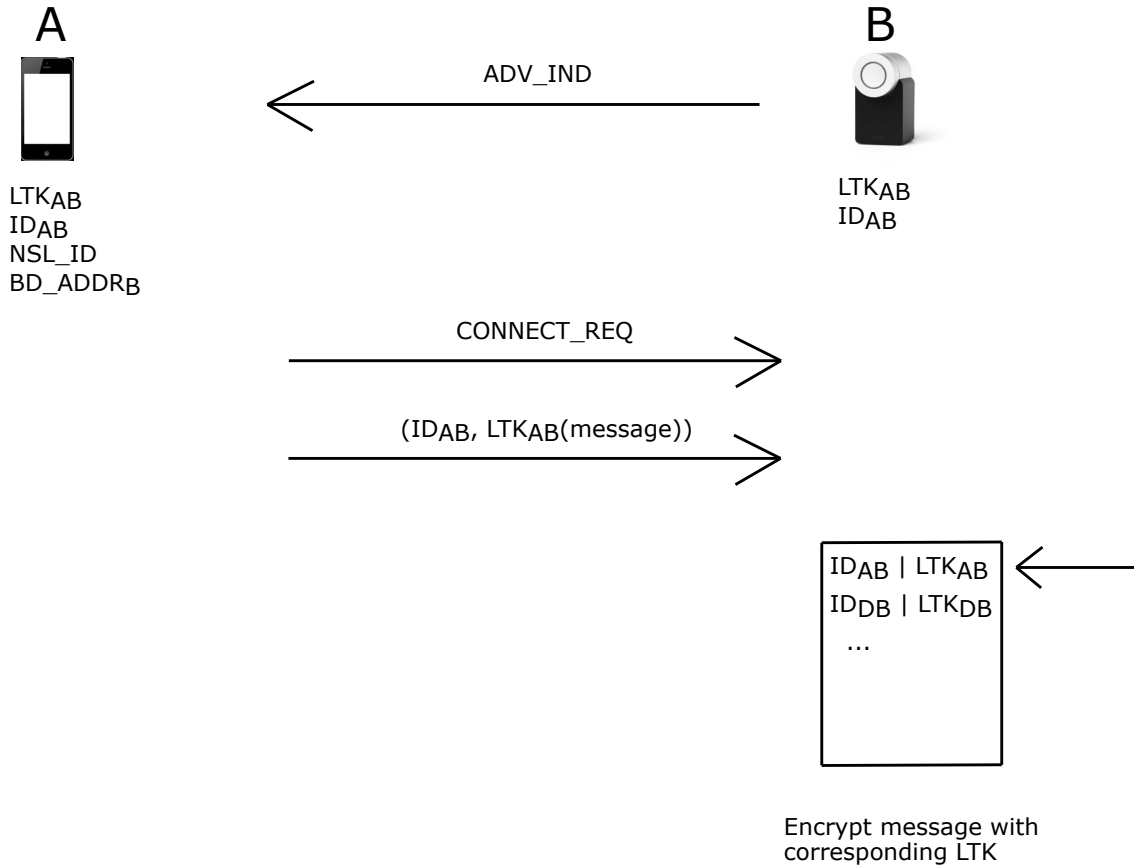 A
B
ADV_IND
LTKAB
IDAB
NSL_ID
BD_ADDRB
LTKAB
IDAB
CONNECT_REQ
(IDAB, LTKAB(message))
IDAB | LTKAB
IDDB | LTKDB
...
Encrypt message with
corresponding LTK